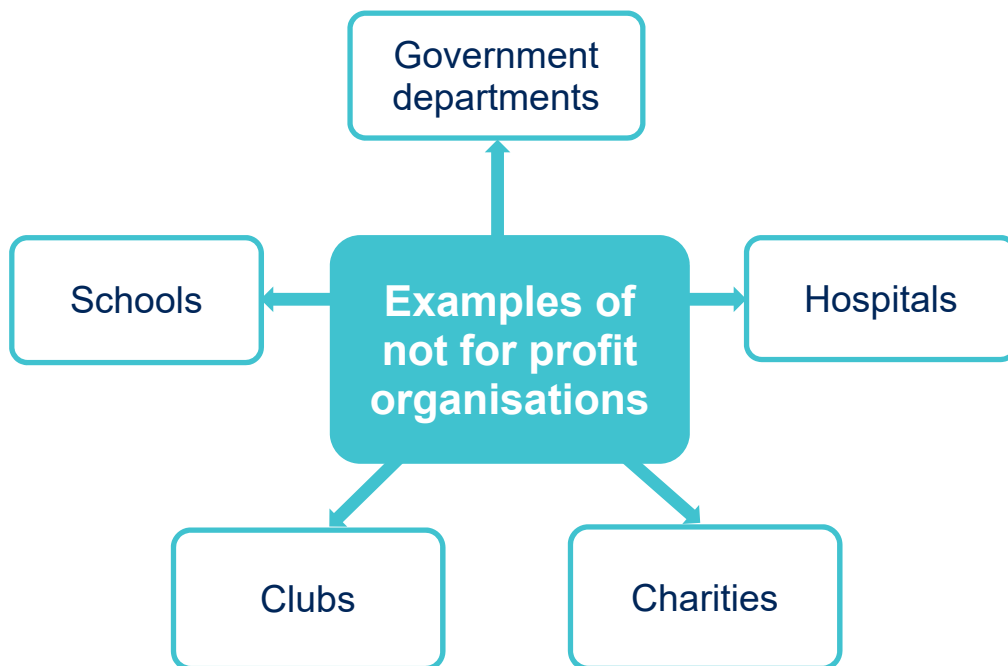 Government
departments
Schools
Examples of
not for profit
organisations
Hospitals
Clubs
Charities